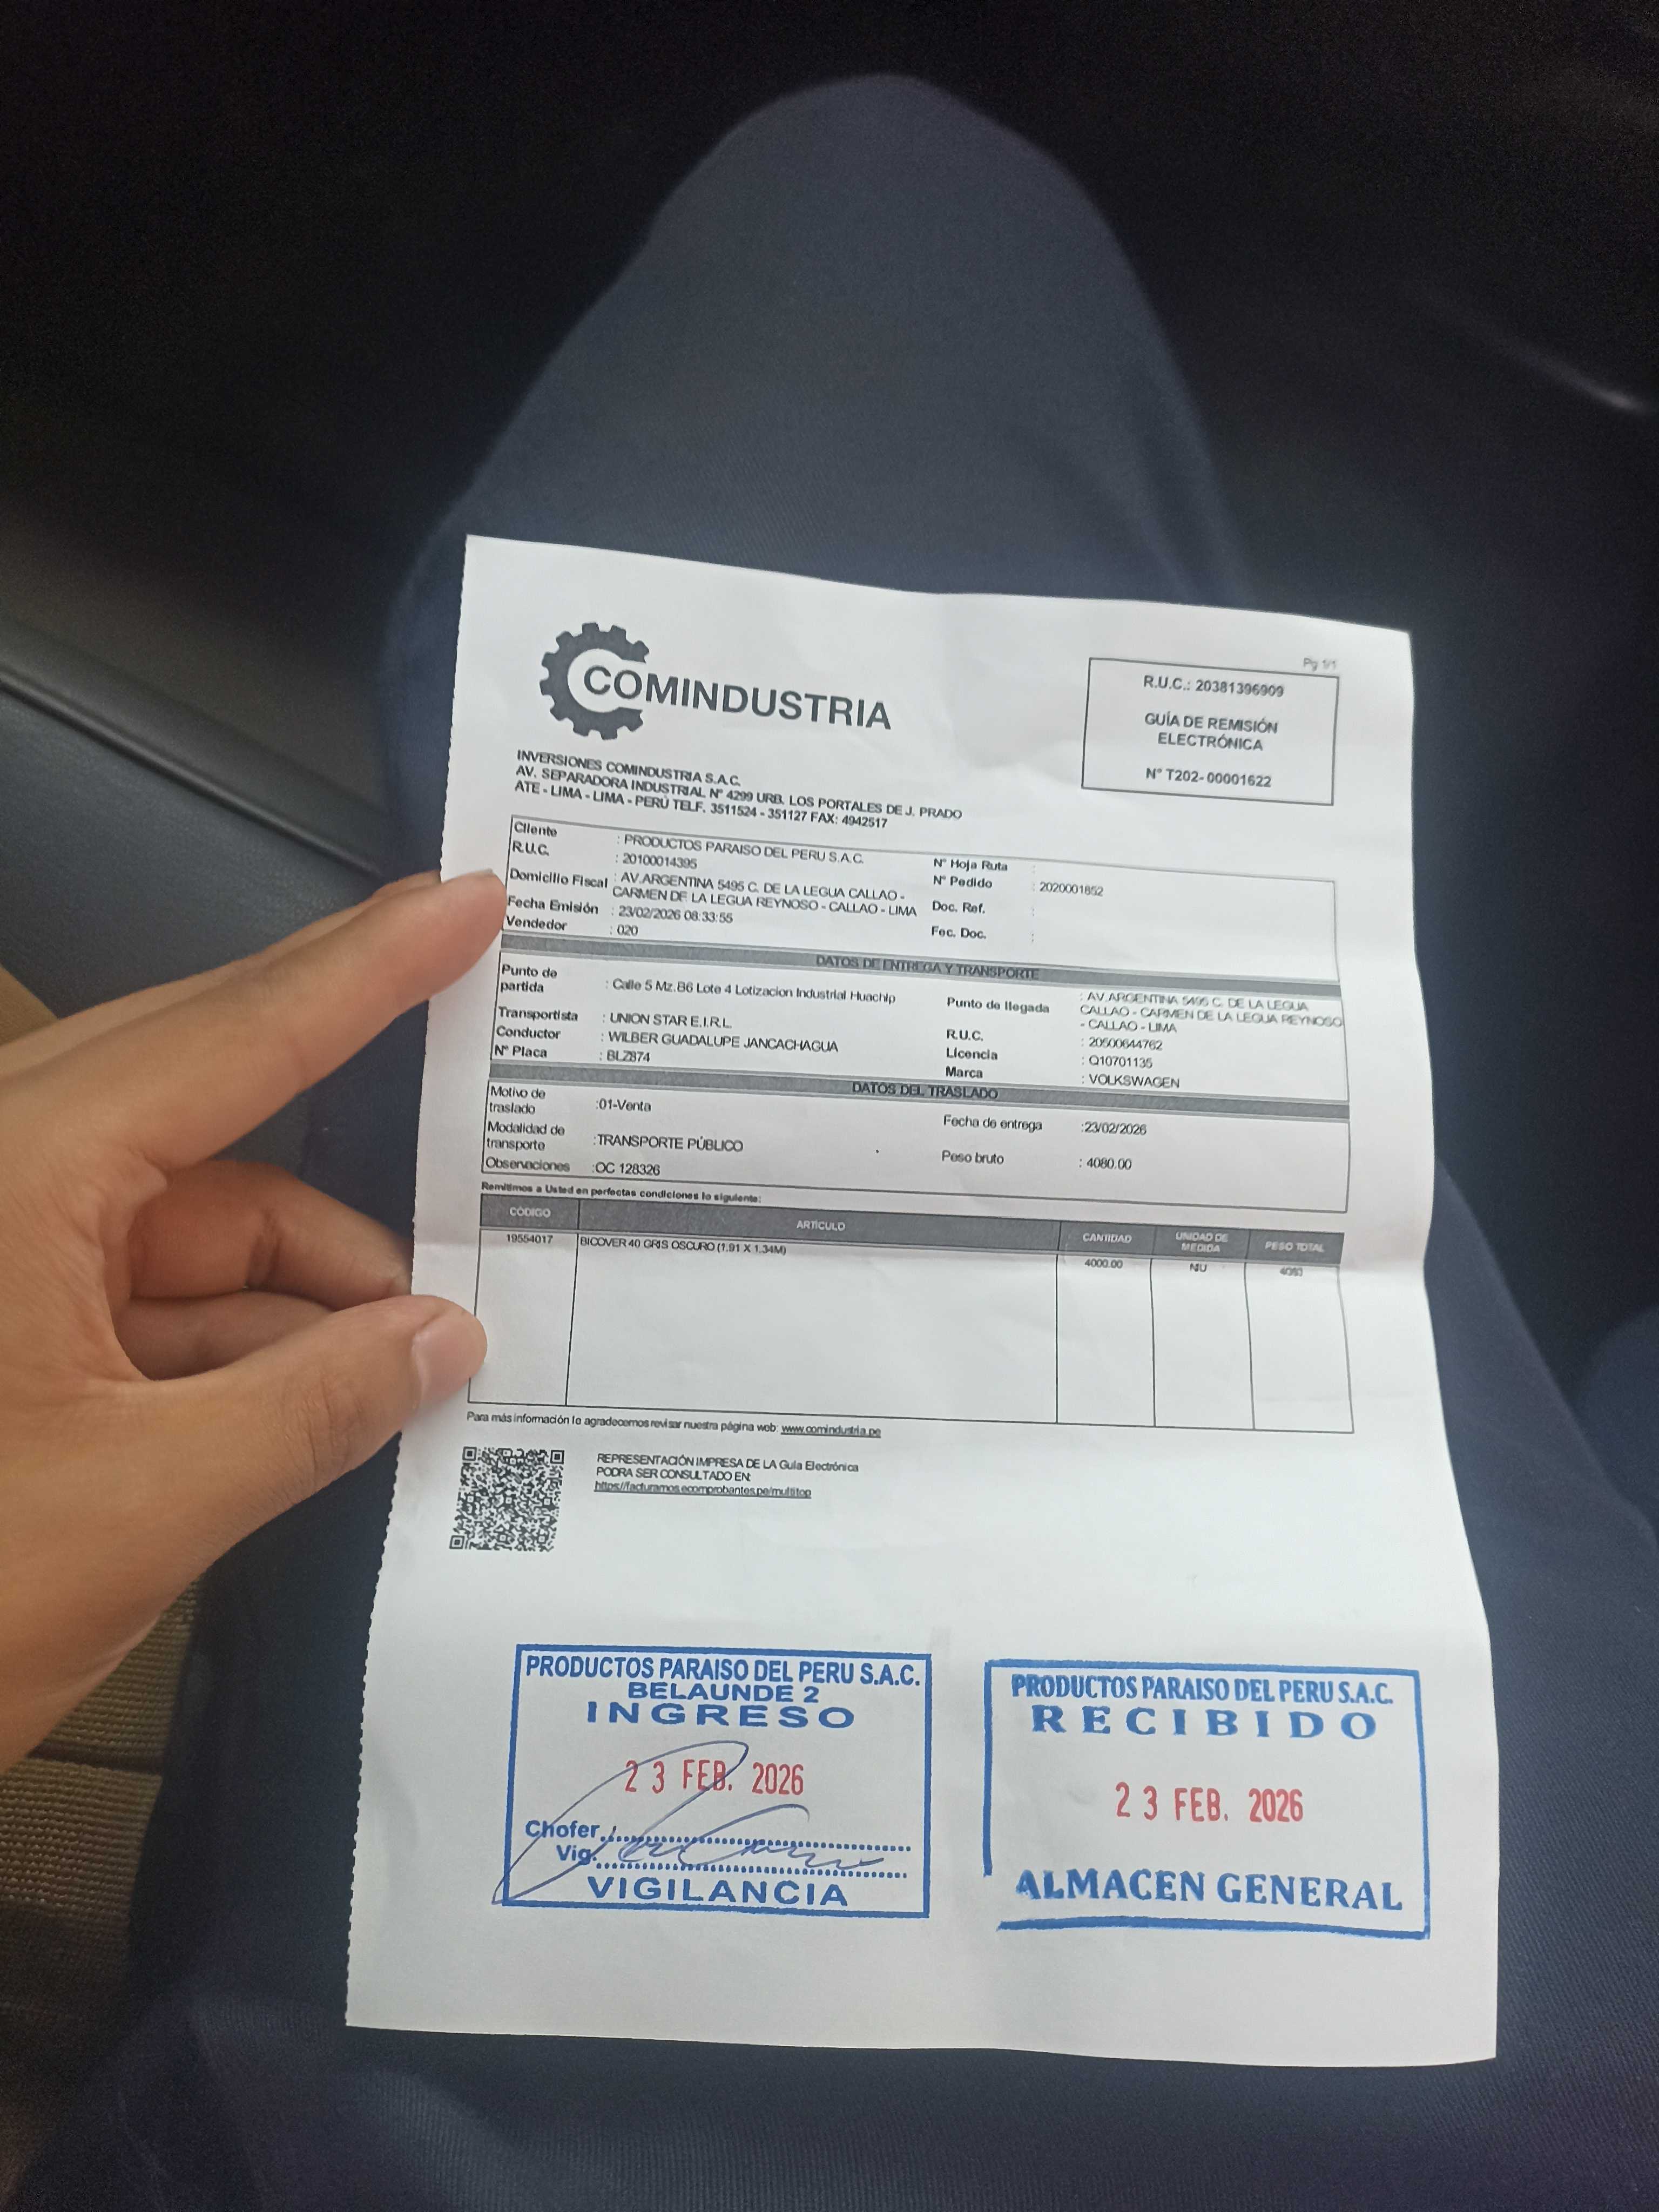 COMINDUSTRIA
Pg 1/1
R.U.C.: 20381396909
GUÍA DE REMISIÓN
ELECTRÓNICA
N° T202-00001622
INVERSIONES COMINDUSTRIA S.A.C.
AV. SEPARADORA INDUSTRIAL N° 4299 URB. LOS PORTALES DE J. PRADO
ATE - LIMA - LIMA - PERÚ TELF. 3511524 - 351127 FAX: 4942517
Cliente : PRODUCTOS PARAISO DEL PERU S.A.C.
R.U.C. : 20100014395
Domicilio Fiscal : AV.ARGENTINA 5495 C. DE LA LEGUA CALLAO -
CARMEN DE LA LEGUA REYNOSO - CALLAO - LIMA
Fecha Emisión : 23/02/2026 08:33:55
Vendedor : 020
N° Hoja Ruta :
N° Pedido : 2020001852
Doc. Ref. :
Fec. Doc. :
DATOS DE ENTREGA Y TRANSPORTE
Punto de
partida : Calle 5 Mz.B6 Lote 4 Lotizacion Industrial Huachip
Transportista : UNION STAR E.I.R.L.
Conductor : WILBER GUADALUPE JANCACHAGUA
N° Placa : BLZ874
Punto de llegada : AV.ARGENTINA 5495 C. DE LA LEGUA
CALLAO - CARMEN DE LA LEGUA REYNOSO
- CALLAO - LIMA
R.U.C. : 20500644762
Licencia : Q10701135
Marca : VOLKSWAGEN
DATOS DEL TRASLADO
Motivo de
traslado :01-Venta
Modalidad de
transporte :TRANSPORTE PÚBLICO
Observaciones :OC 128326
Fecha de entrega :23/02/2026
Peso bruto : 4080.00
Remitimos a Usted en perfectas condiciones lo siguiente:
CÓDIGO ARTÍCULO CANTIDAD UNIDAD DE MEDIDA PESO TOTAL
19554017 BICOVER 40 GRIS OSCURO (1.91 X 1.34M) 4000.00 NIU 4080
Para más información le agradecemos revisar nuestra página web: www.comindustria.pe
REPRESENTACIÓN IMPRESA DE LA Guía Electrónica
PODRA SER CONSULTADO EN:
https://facturamos.ecomprobantes.pe/multitop
PRODUCTOS PARAISO DEL PERU S.A.C.
BELAUNDE 2
INGRESO
23 FEB. 2026
Chofer
Vig.
VIGILANCIA
PRODUCTOS PARAISO DEL PERU S.A.C.
RECIBIDO
23 FEB. 2026
ALMACEN GENERAL